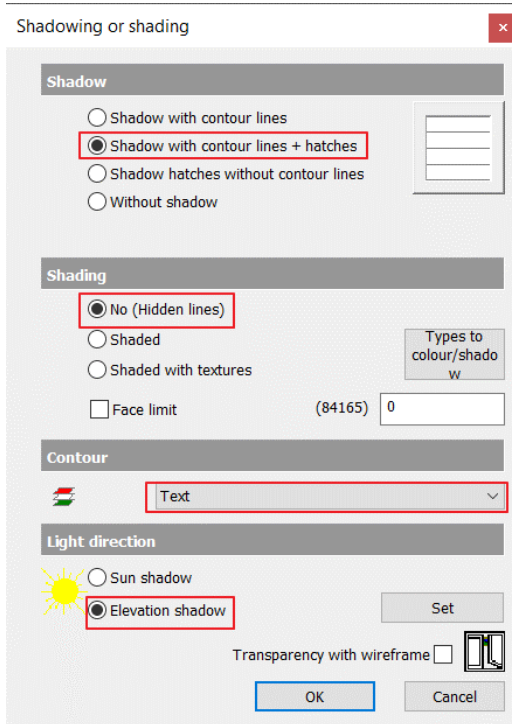 Shadowing or shading
×
Shadow
Shadow with contour lines
Shadow with contour lines + hatches
Shadow hatches without contour lines
Without shadow
Shading
No (Hidden lines)
Shaded
Shaded with textures
Types to
colour/shado
w
Face limit (84165) 0
Contour
Text
Light direction
Sun shadow
Elevation shadow
Set
Transparency with wireframe
OK Cancel